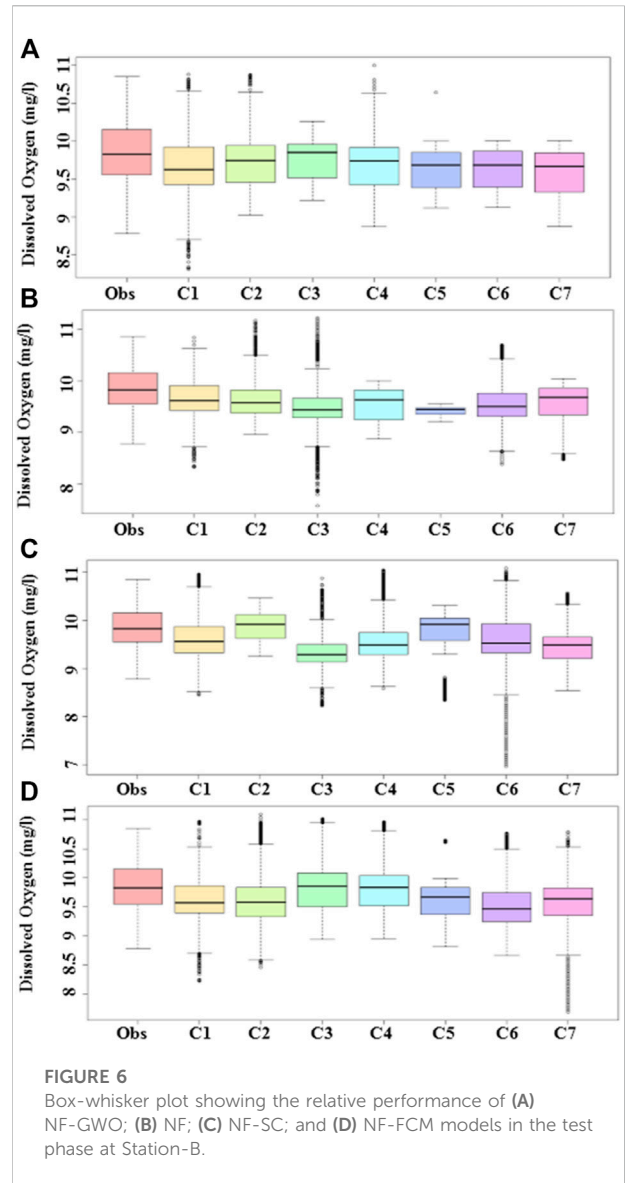 A
Dissolved Oxygen (mg/l)
11
10.5
10
9.5
9
8.5
Obs C1 C2 C3 C4 C5 C6 C7
B
Dissolved Oxygen (mg/l)
11
10
9
8
Obs C1 C2 C3 C4 C5 C6 C7
C
Dissolved Oxygen (mg/l)
11
10
9
8
7
Obs C1 C2 C3 C4 C5 C6 C7
D
Dissolved Oxygen (mg/l)
11
10.5
10
9.5
9
8.5
8
Obs C1 C2 C3 C4 C5 C6 C7
FIGURE 6
Box-whisker plot showing the relative performance of (A)
NF-GWO; (B) NF; (C) NF-SC; and (D) NF-FCM models in the test
phase at Station-B.